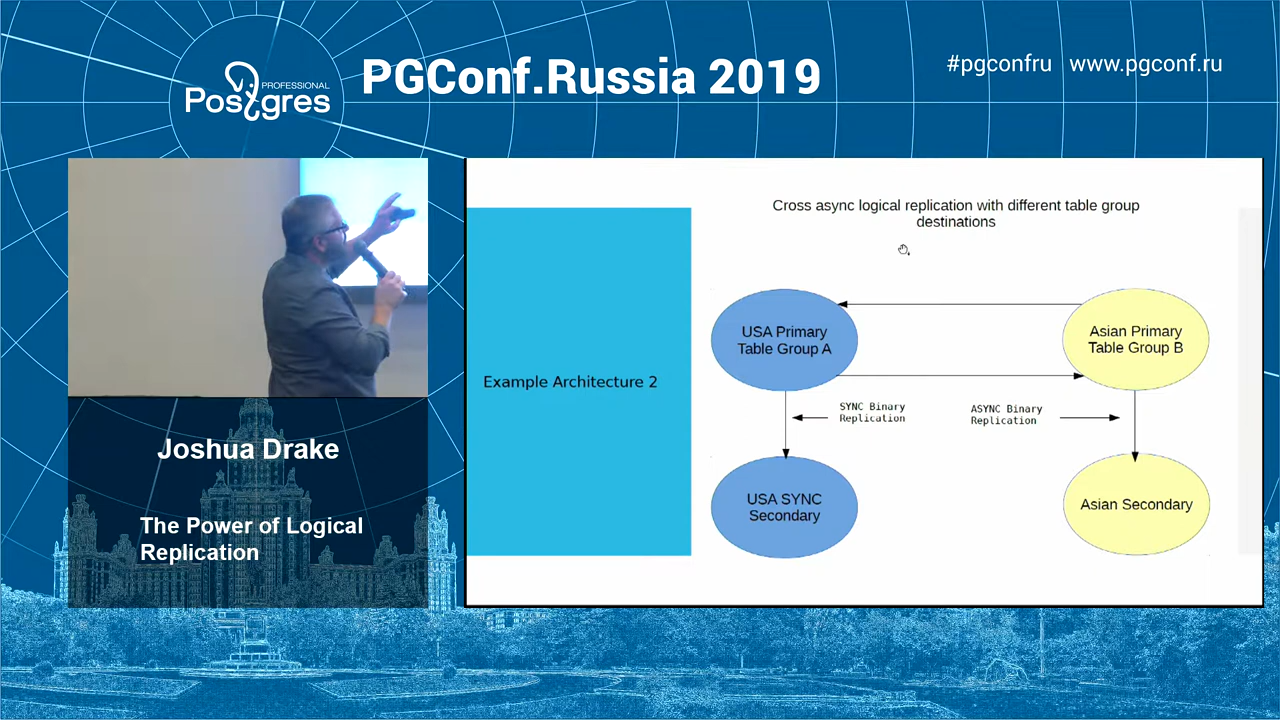 PROFESSIONAL
Postgres
PGConf.Russia 2019
#pgconfru www.pgconf.ru
Joshua Drake
The Power of Logical
Replication
Example Architecture 2
Cross async logical replication with different table group
destinations
USA Primary
Table Group A
Asian Primary
Table Group B
SYNC Binary
Replication
ASYNC Binary
Replication
USA SYNC
Secondary
Asian Secondary